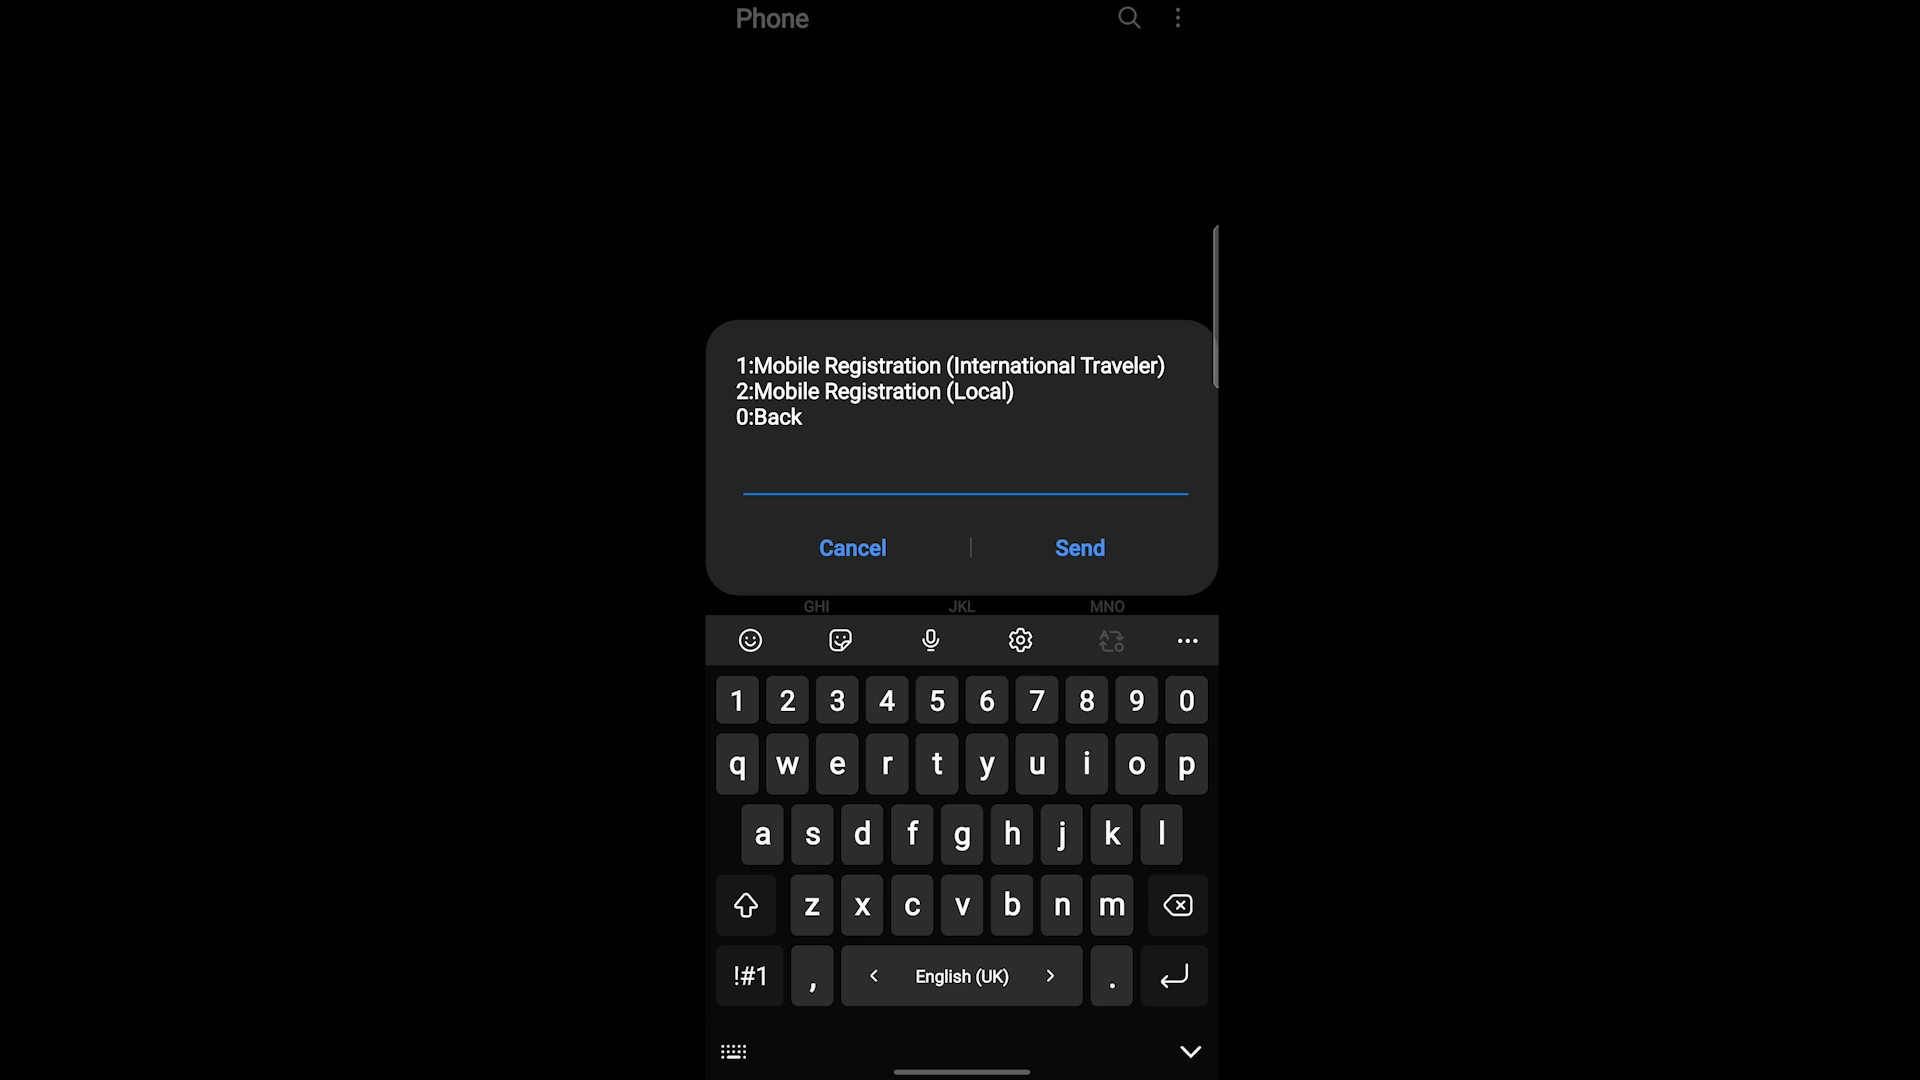 Phone
1:Mobile Registration (International Traveler)
2:Mobile Registration (Local)
0:Back
Cancel | Send
GHI JKL MNO
1 2 3 4 5 6 7 8 9 0
q w e r t y u i o p
a s d f g h j k l
z x c v b n m
!#1 , < English (UK) > .